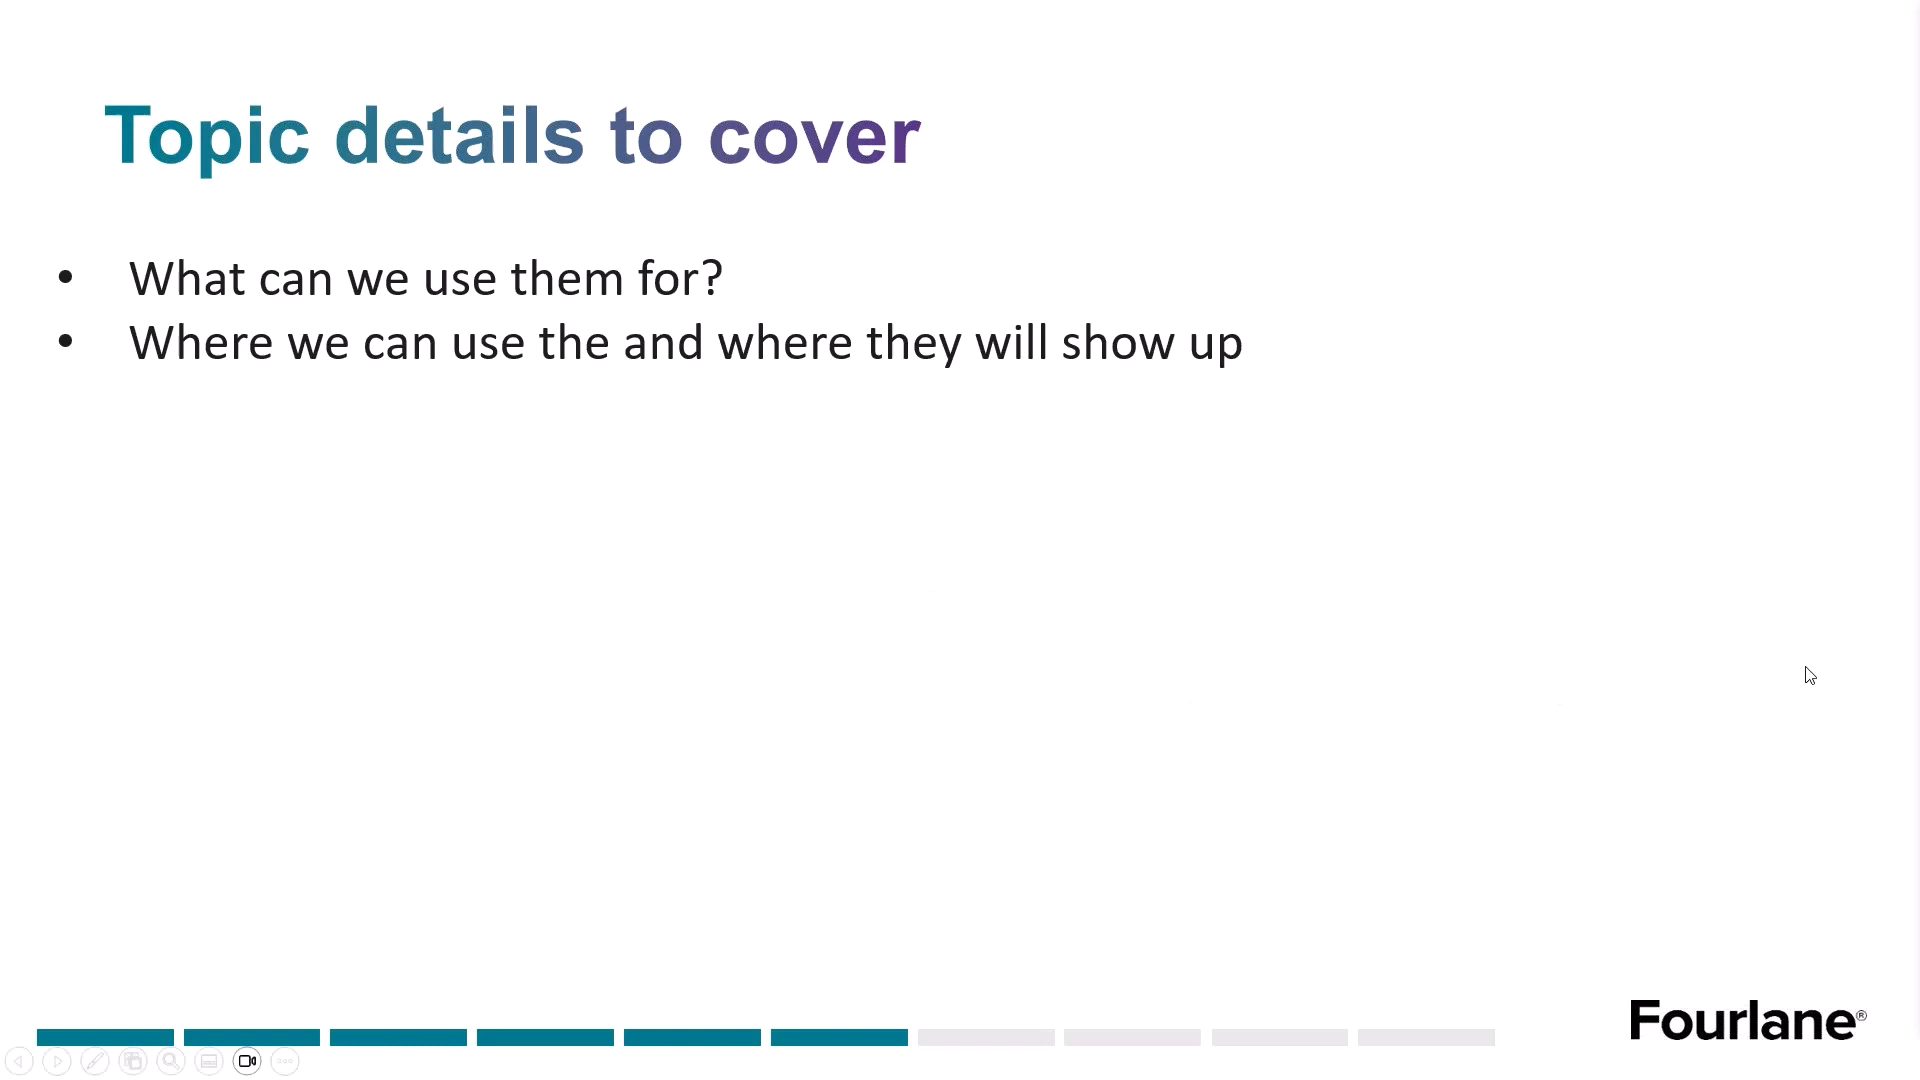 Topic details to cover
• What can we use them for?
• Where we can use the and where they will show up
Fourlane®